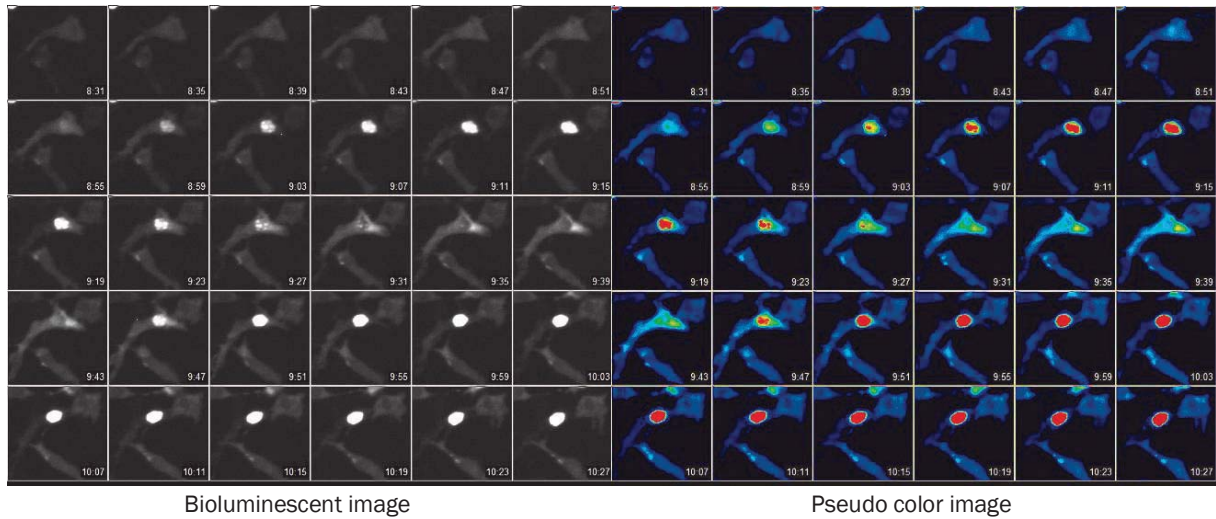 8:31 8:35 8:39 8:43 8:47 8:51 8:31 8:35 8:39 8:43 8:47 8:51
8:55 8:59 9:03 9:07 9:11 9:15 8:55 8:59 9:03 9:07 9:11 9:15
9:19 9:23 9:27 9:31 9:35 9:39 9:19 9:23 9:27 9:31 9:35 9:39
9:43 9:47 9:51 9:55 9:59 10:03 9:43 9:47 9:51 9:55 9:59 10:03
10:07 10:11 10:15 10:19 10:23 10:27 10:07 10:11 10:15 10:19 10:23 10:27
Bioluminescent image Pseudo color image